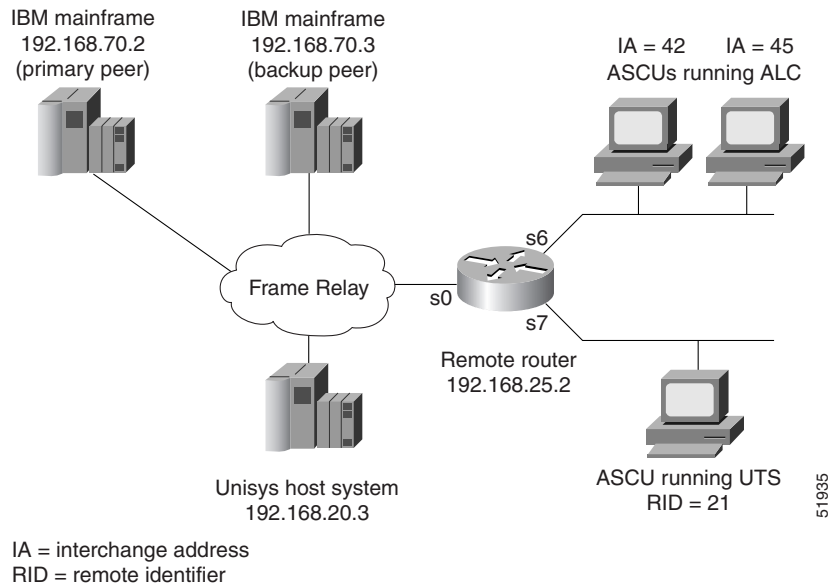 IBM mainframe
192.168.70.2
(primary peer)
IBM mainframe
192.168.70.3
(backup peer)
IA = 42 IA = 45
ASCUs running ALC
Frame Relay
s0
s6
s7
Remote router
192.168.25.2
Unisys host system
192.168.20.3
ASCU running UTS
RID = 21
51935
IA = interchange address
RID = remote identifier